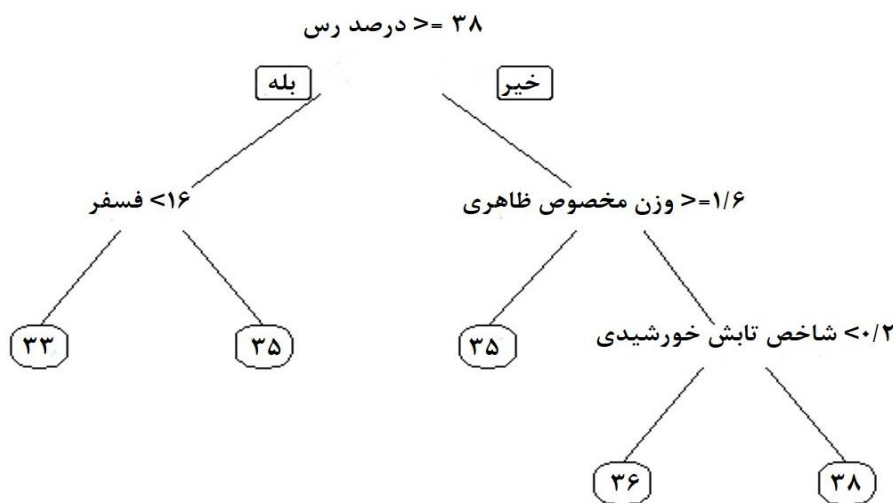 ۳۸ =< درصد رس
خیر
بله
۱/۶=< وزن مخصوص ظاهری
۱۶< فسفر
۰/۲< شاخص تابش خورشیدی
۳۵
۳۵
۳۳
۳۸
۳۶